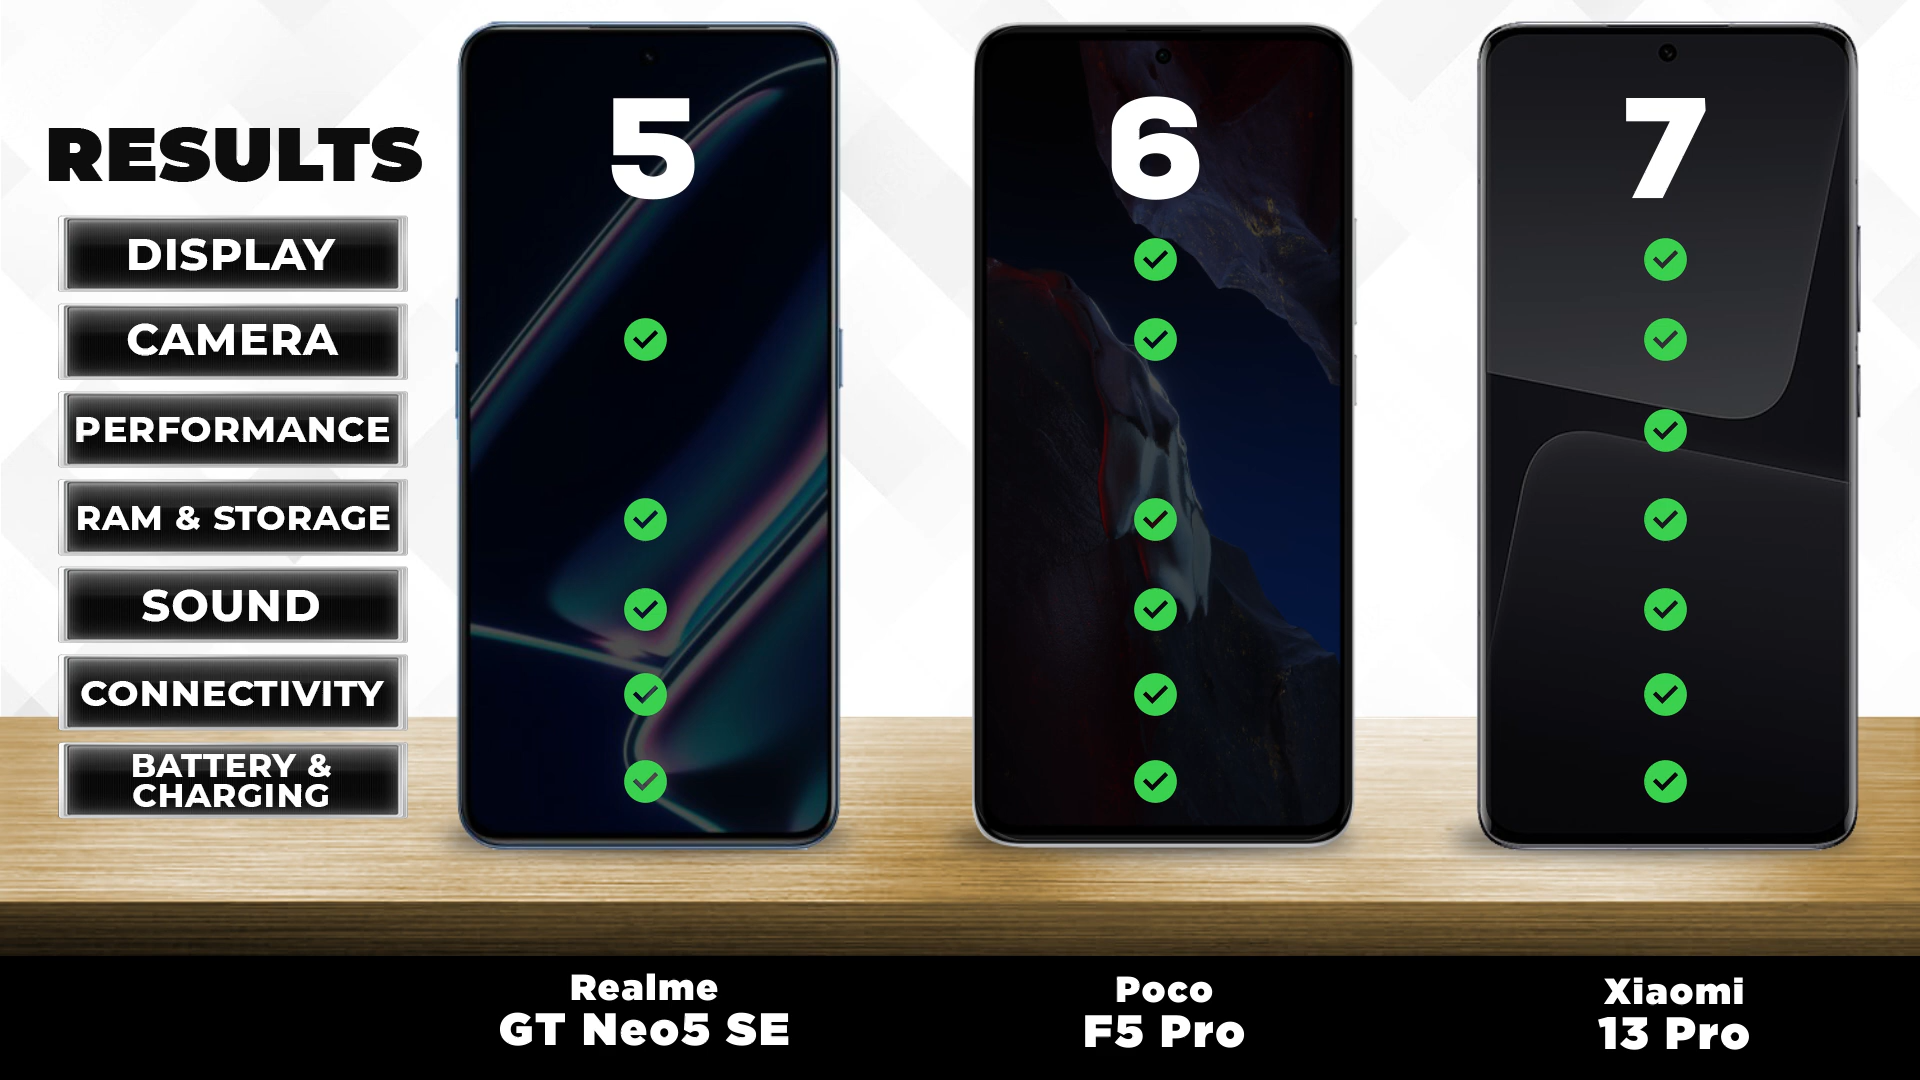 RESULTS
5
6
7
DISPLAY
CAMERA
PERFORMANCE
RAM & STORAGE
SOUND
CONNECTIVITY
BATTERY &
CHARGING
Realme
GT Neo5 SE
Poco
F5 Pro
Xiaomi
13 Pro